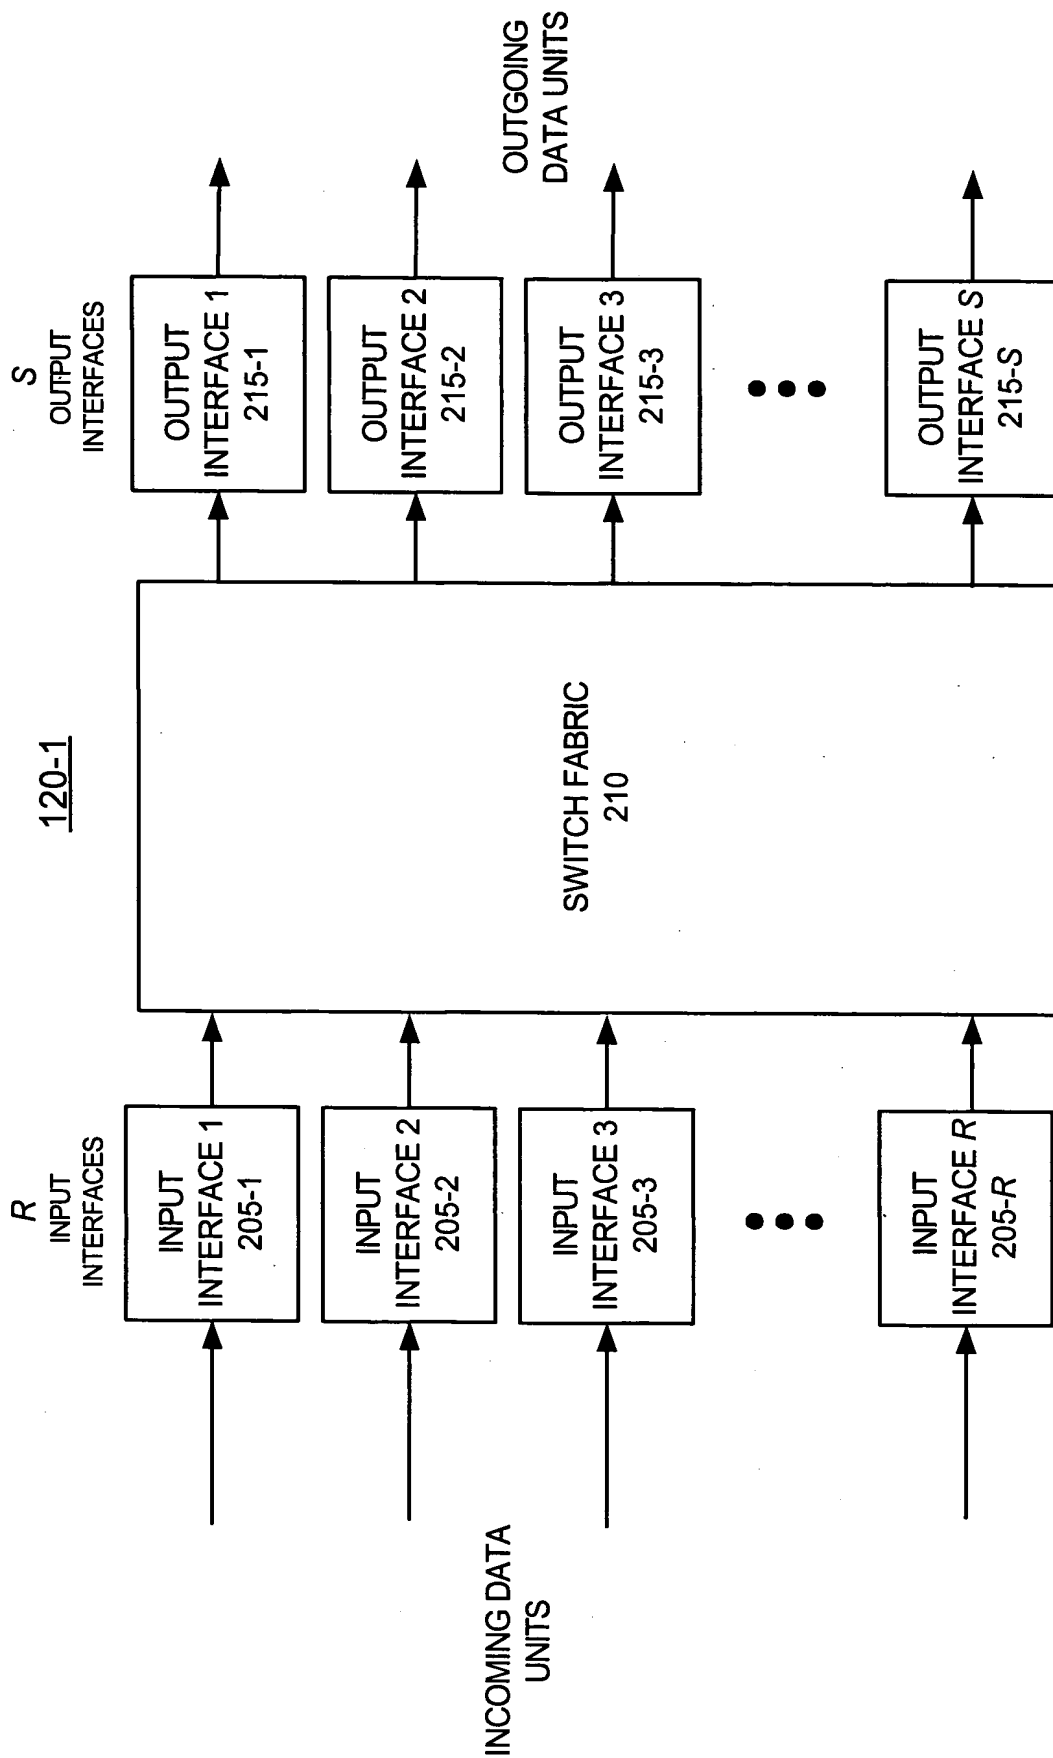 120-1
R
INPUT
INTERFACES
S
OUTPUT
INTERFACES
INCOMING DATA
UNITS
INPUT
INTERFACE 1
205-1
INPUT
INTERFACE 2
205-2
INPUT
INTERFACE 3
205-3
INPUT
INTERFACE R
205-R
SWITCH FABRIC
210
OUTPUT
INTERFACE 1
215-1
OUTPUT
INTERFACE 2
215-2
OUTPUT
INTERFACE 3
215-3
OUTPUT
INTERFACE S
215-S
OUTGOING
DATA UNITS